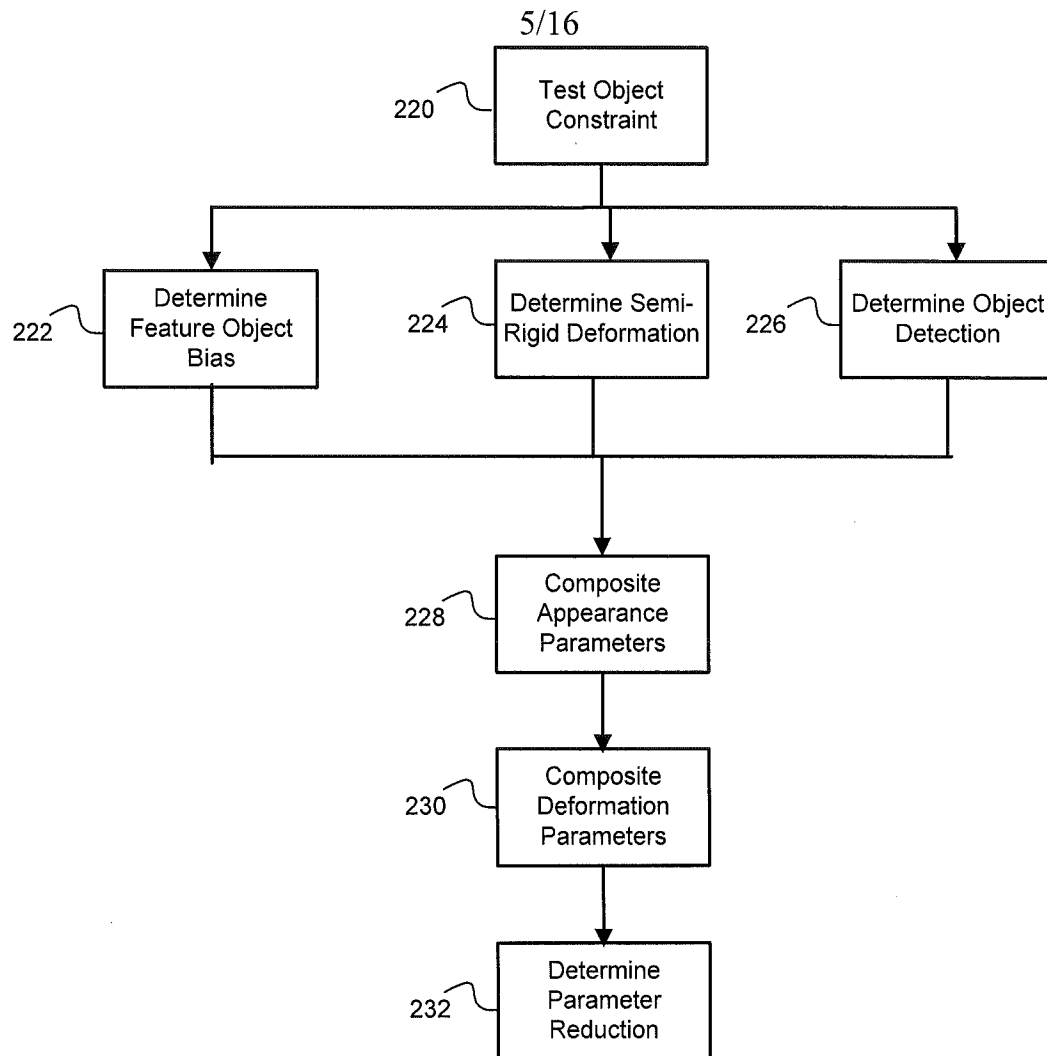 5/16
220
Test Object
Constraint
222
Determine
Feature Object
Bias
224
Determine Semi-
Rigid Deformation
226
Determine Object
Detection
228
Composite
Appearance
Parameters
230
Composite
Deformation
Parameters
232
Determine
Parameter
Reduction